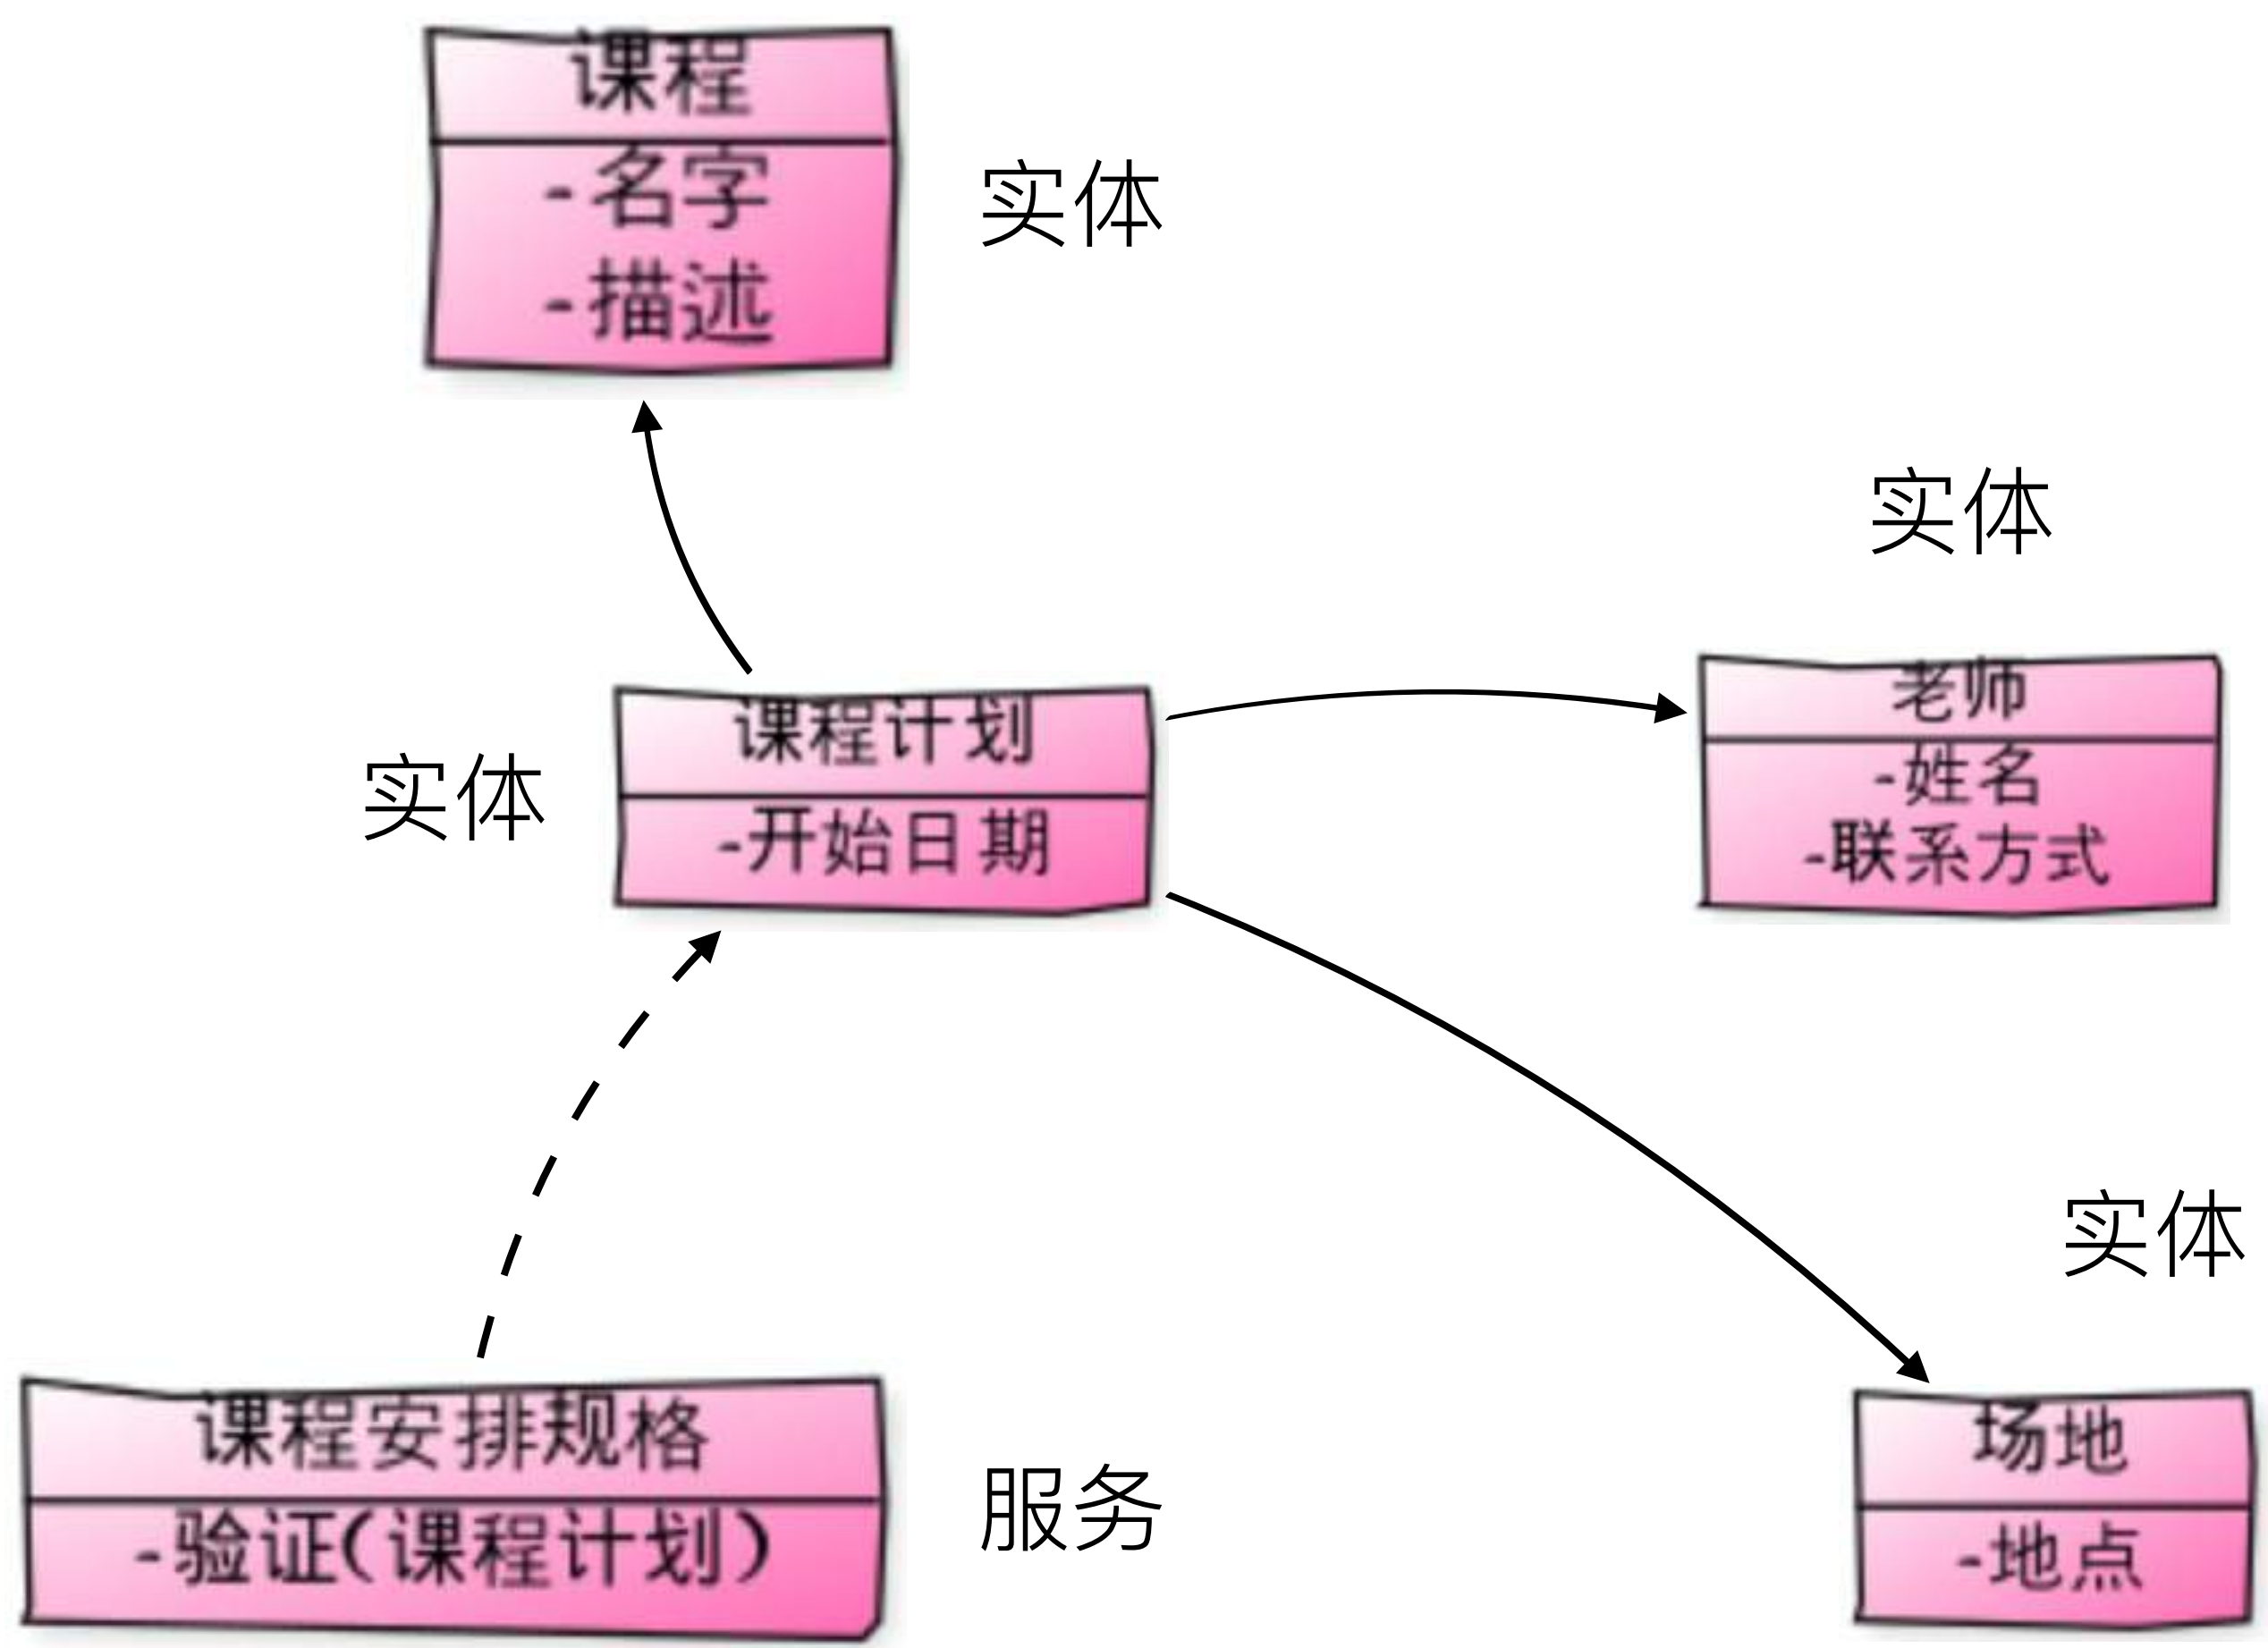 课程
-名字
-描述
实体
实体
实体
课程计划
-开始日期
老师
-姓名
-联系方式
实体
课程安排规格
-验证(课程计划)
服务
场地
-地点